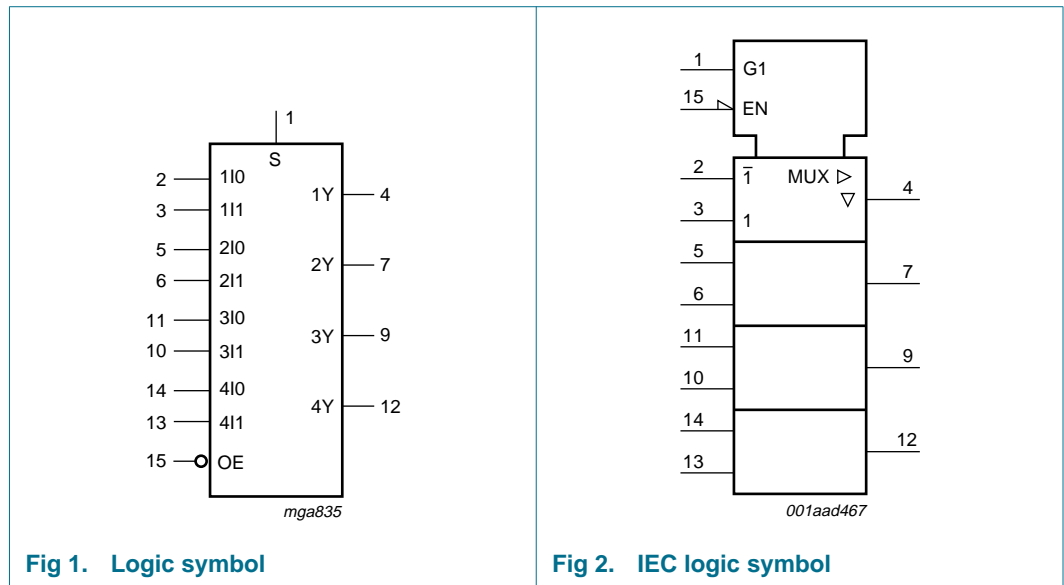 1
S
2 1I0
1Y 4
3 1I1
5 2I0
2Y 7
6 2I1
11 3I0
3Y 9
10 3I1
14 4I0
4Y 12
13 4I1
15 OE
mga835
Fig 1. Logic symbol
1 G1
15 EN
2 1̅ MUX
4
3 1
5
7
6
11
9
10
14
12
13
001aad467
Fig 2. IEC logic symbol